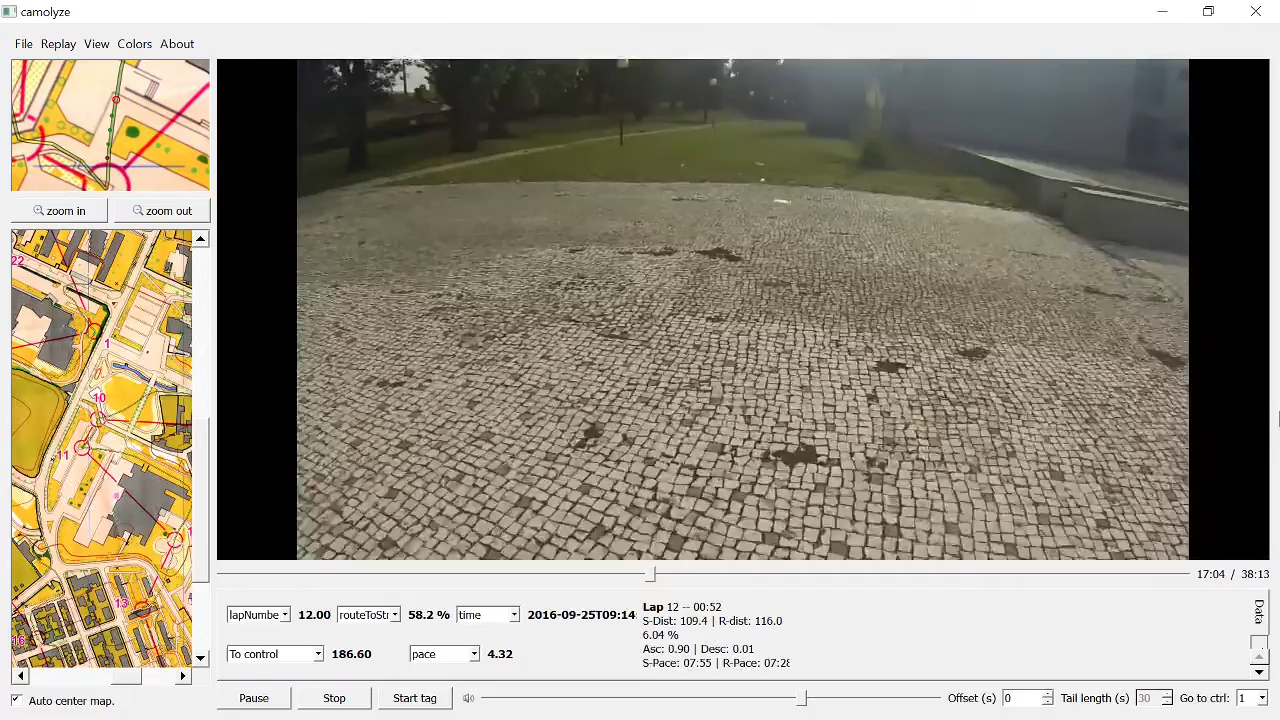 camolyze
File Replay View Colors About
zoom in zoom out
22
1
10
11
13
16
17:04 / 38:13
lapNumbe 12.00 routeToStr 58.2 % time 2016-09-25T09:14:
To control 186.60 pace 4.32
Lap 12 -- 00:52
S-Dist: 109.4 | R-dist: 116.0
6.04 %
Asc: 0.90 | Desc: 0.01
S-Pace: 07:55 | R-Pace: 07:28
Data
Auto center map.
Pause Stop Start tag Offset (s) 0 Tail length (s) 30 Go to ctrl: 1